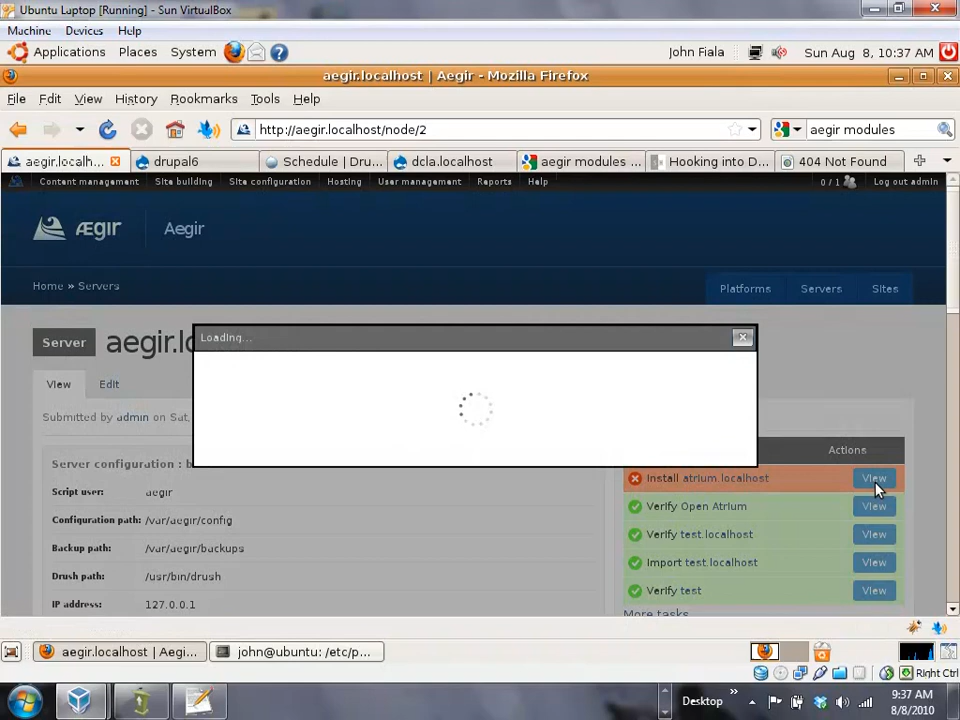 Ubuntu Laptop [Running] - Sun VirtualBox
Machine Devices Help
Applications Places System John Fiala Sun Aug 8, 10:37 AM
aegir.localhost | Aegir - Mozilla Firefox
File Edit View History Bookmarks Tools Help
http://aegir.localhost/node/2 aegir modules
aegir.localh... drupal6 Schedule | Dru... dcla.localhost aegir modules ... Hooking into D... 404 Not Found
Content management Site building Site configuration Hosting User management Reports Help 0 / 1 Log out admin
ÆGIR Aegir
Home » Servers Platforms Servers Sites
Loading...
Server aegir.lo
View Edit
Submitted by admin on Sat,
Actions
Server configuration : b
Install atrium.localhost View
Script user: aegir
Verify Open Atrium View
Configuration path: /var/aegir/config
Verify test.localhost View
Backup path: /var/aegir/backups
Import test.localhost View
Drush path: /usr/bin/drush
Verify test View
IP address: 127.0.0.1
More tasks
aegir.localhost | Aegi... john@ubuntu: /etc/p...
Right Ctrl
Desktop » 9:37 AM
8/8/2010